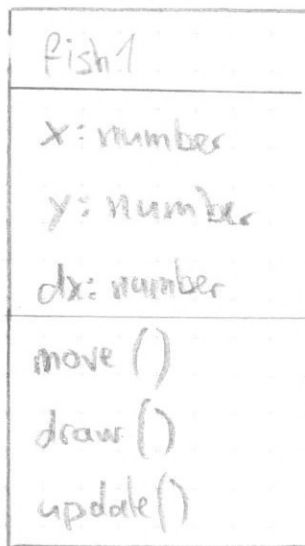 fish1
x: number
y: number
dx: number
move ()
draw ()
update()